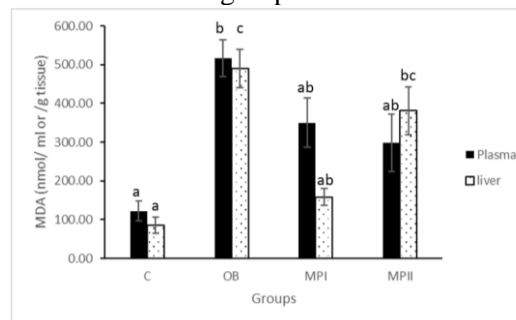 600.00
500.00
400.00
300.00
200.00
100.00
0.00
MDA (nmol/ ml or /g tissue)
a
a
b
c
ab
ab
ab
bc
C
OB
MPI
MPII
Groups
Plasma
liver